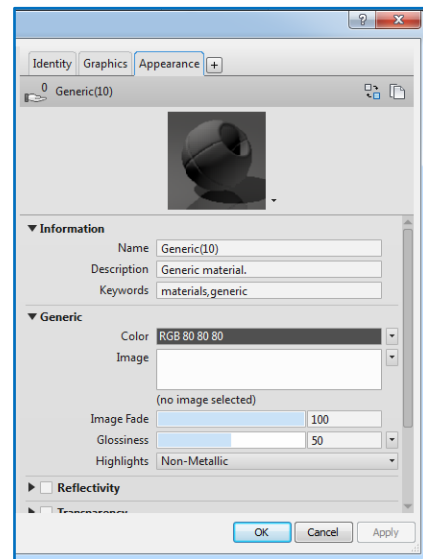 ?
Identity Graphics Appearance +
0 Generic(10)
Information
Name Generic(10)
Description Generic material.
Keywords materials,generic
Generic
Color RGB 80 80 80
Image
(no image selected)
Image Fade 100
Glossiness 50
Highlights Non-Metallic
Reflectivity
Transparency
OK Cancel Apply